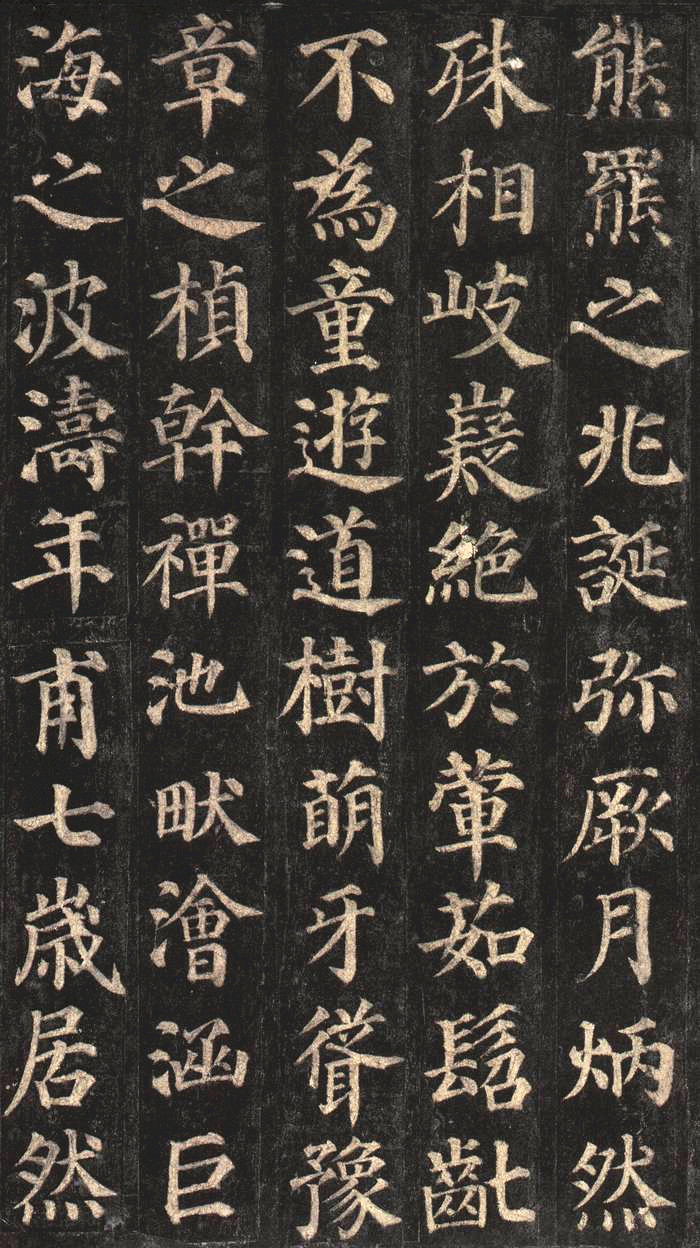 熊羆之兆誕弥厥月炳然
殊相岐嶷絕於葷茹髫齔
不為童遊道樹萌牙聳豫
章之楨幹禪池畎澮涵巨
海之波濤年甫七歲居然